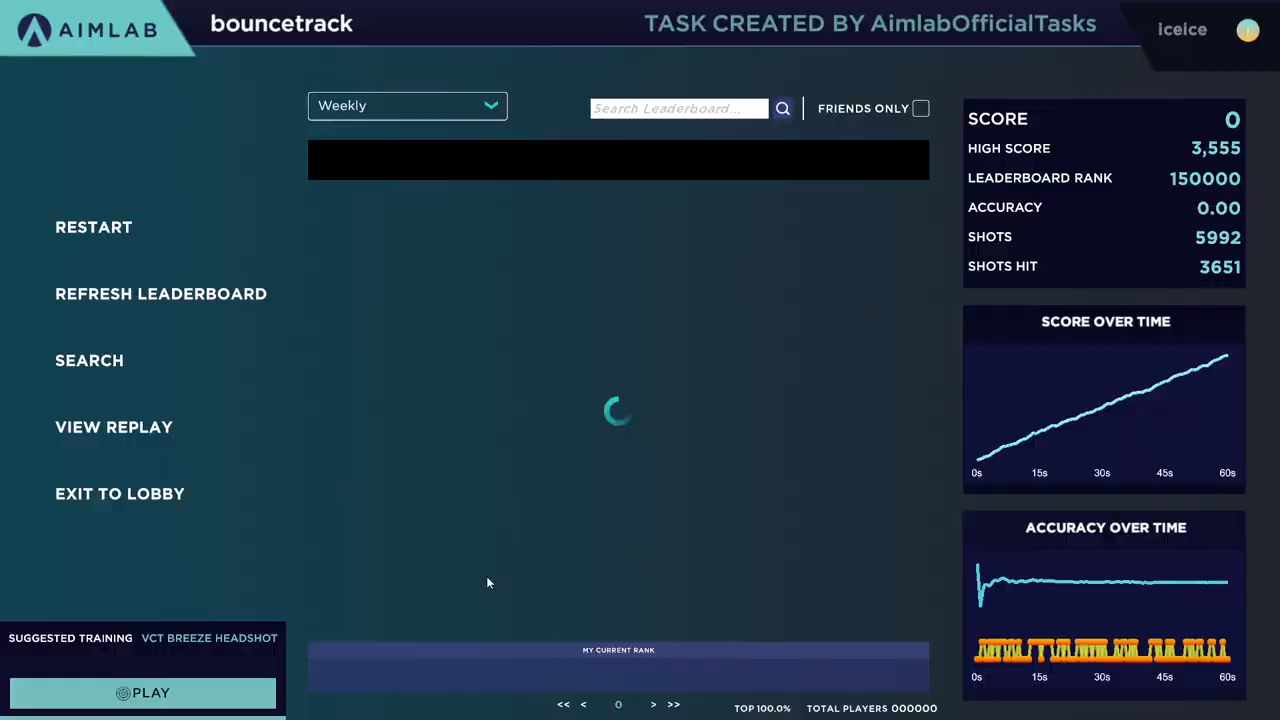 AIMLAB
bouncetrack
TASK CREATED BY AimlabOfficialTasks
iceice
Weekly
Search Leaderboard...
FRIENDS ONLY
RESTART
REFRESH LEADERBOARD
SEARCH
VIEW REPLAY
EXIT TO LOBBY
SUGGESTED TRAINING VCT BREEZE HEADSHOT
PLAY
MY CURRENT RANK
<< < 0 > >>
TOP 100.0% TOTAL PLAYERS 000000
SCORE 0
HIGH SCORE 3,555
LEADERBOARD RANK 150000
ACCURACY 0.00
SHOTS 5992
SHOTS HIT 3651
SCORE OVER TIME
0s 15s 30s 45s 60s
ACCURACY OVER TIME
0s 15s 30s 45s 60s